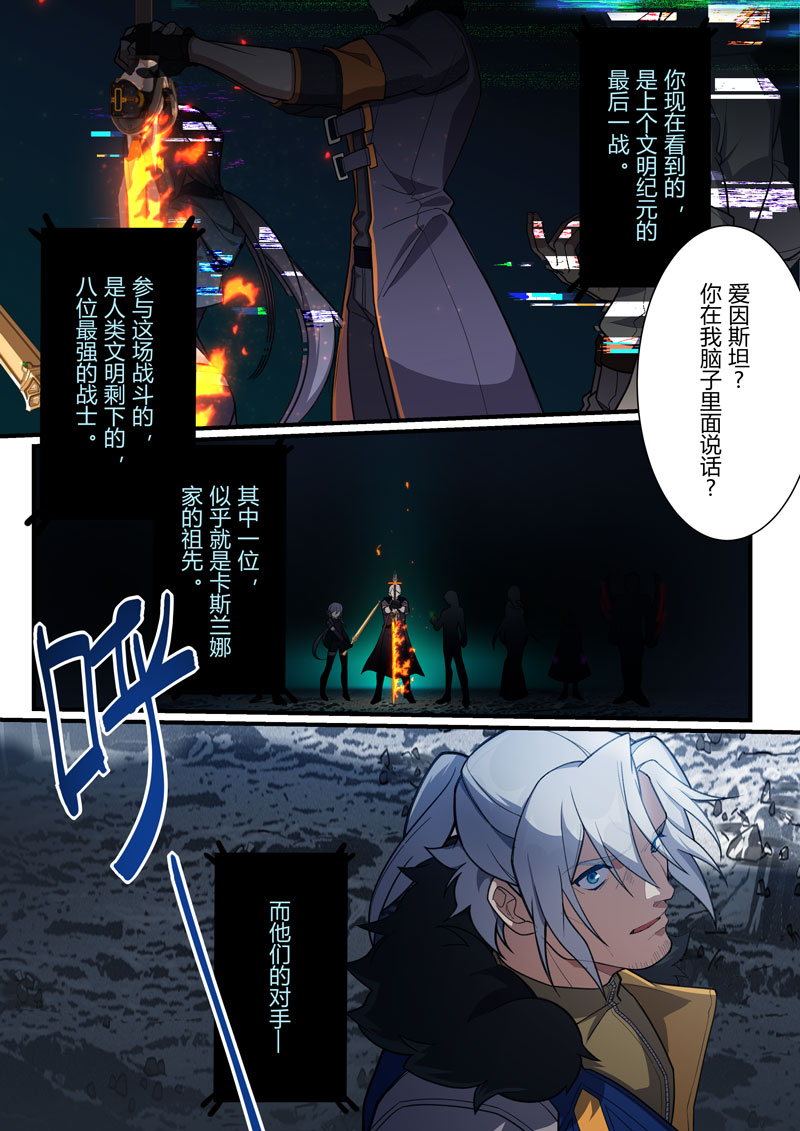 你现在看到的，
是上个文明纪元的
最后一战。
爱因斯坦？
你在我脑子里面说话？
参与这场战斗的，
是人类文明剩下的，
八位最强的战士。
其中一位，
似乎就是卡斯兰娜
家的祖先。
呼
而他们的对手—